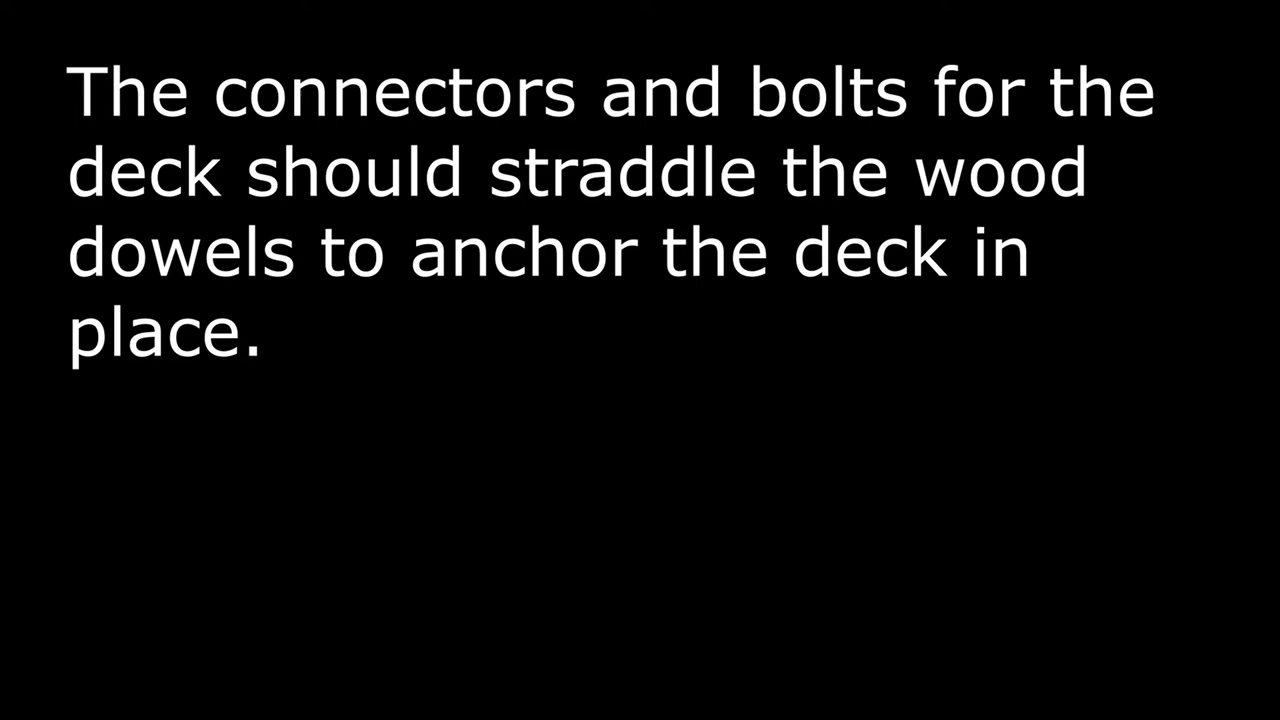 The connectors and bolts for the
deck should straddle the wood
dowels to anchor the deck in
place.